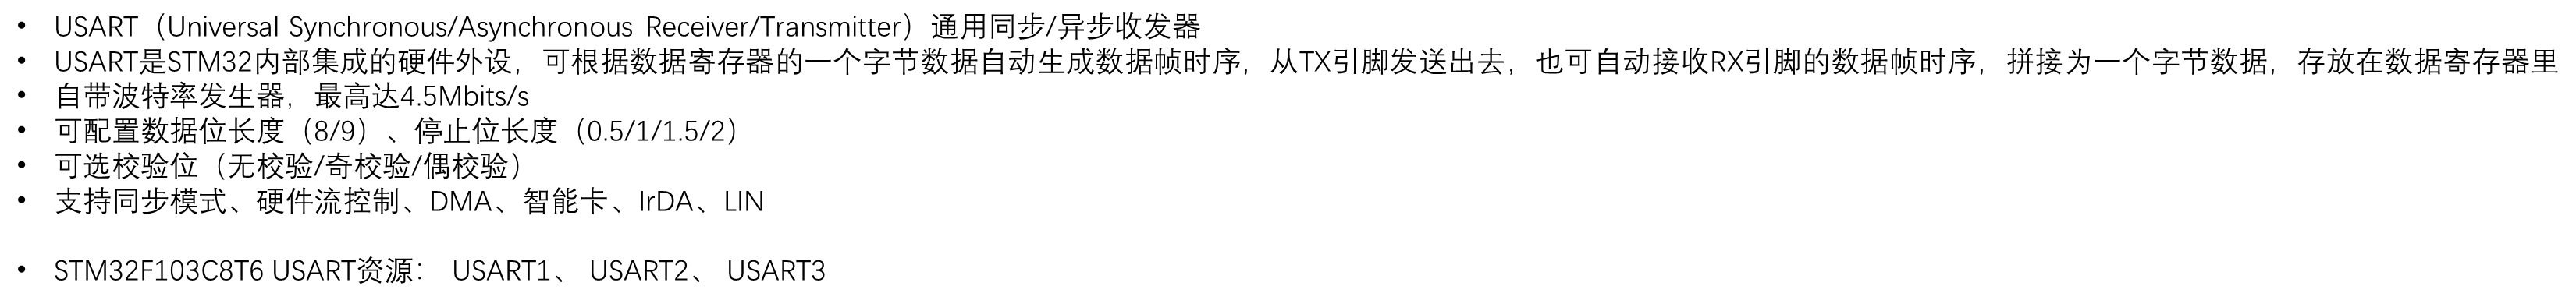 • USART（Universal Synchronous/Asynchronous Receiver/Transmitter）通用同步/异步收发器
• USART是STM32内部集成的硬件外设，可根据数据寄存器的一个字节数据自动生成数据帧时序，从TX引脚发送出去，也可自动接收RX引脚的数据帧时序，拼接为一个字节数据，存放在数据寄存器里
• 自带波特率发生器，最高达4.5Mbits/s
• 可配置数据位长度（8/9）、停止位长度（0.5/1/1.5/2）
• 可选校验位（无校验/奇校验/偶校验）
• 支持同步模式、硬件流控制、DMA、智能卡、IrDA、LIN
• STM32F103C8T6 USART资源： USART1、 USART2、 USART3